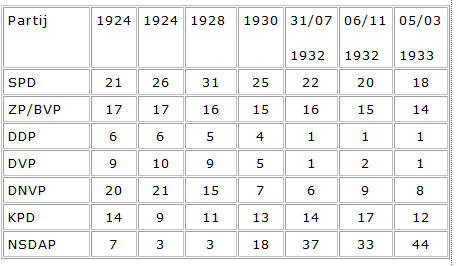 Partij 1924 1924 1928 1930 31/07 06/11 05/03
1932 1932 1933
SPD 21 26 31 25 22 20 18
ZP/BVP 17 17 16 15 16 15 14
DDP 6 6 5 4 1 1 1
DVP 9 10 9 5 1 2 1
DNVP 20 21 15 7 6 9 8
KPD 14 9 11 13 14 17 12
NSDAP 7 3 3 18 37 33 44